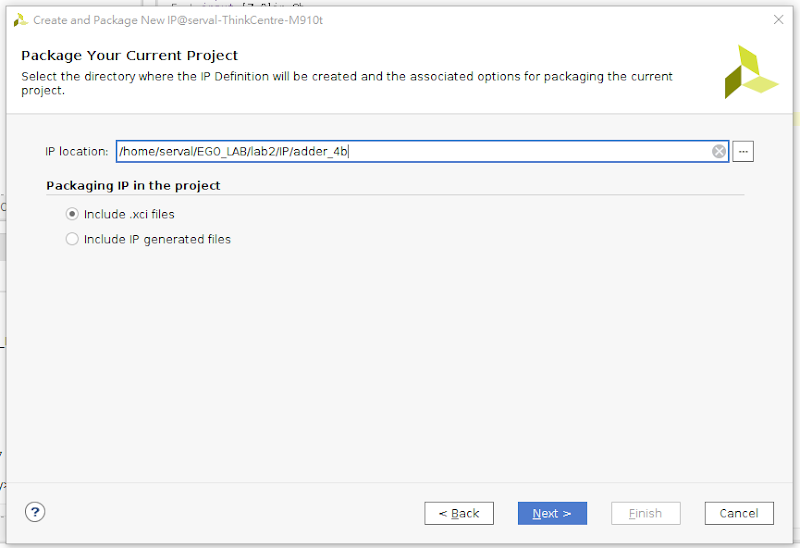 Create and Package New IP@serval-ThinkCentre-M910t
Package Your Current Project
Select the directory where the IP Definition will be created and the associated options for packaging the current
project.
IP location: /home/serval/EGO_LAB/lab2/IP/adder_4b
Packaging IP in the project
Include .xci files
Include IP generated files
? < Back Next > Finish Cancel